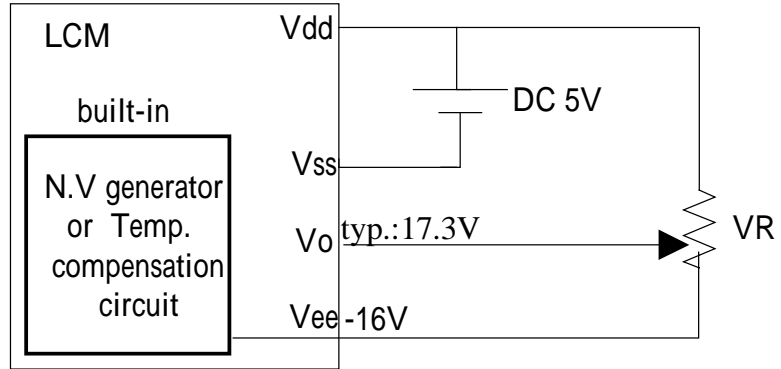 LCM
Vdd
DC 5V
built-in
Vss
N.V generator
or Temp.
compensation
circuit
Vo
typ.:17.3V
VR
Vee
-16V